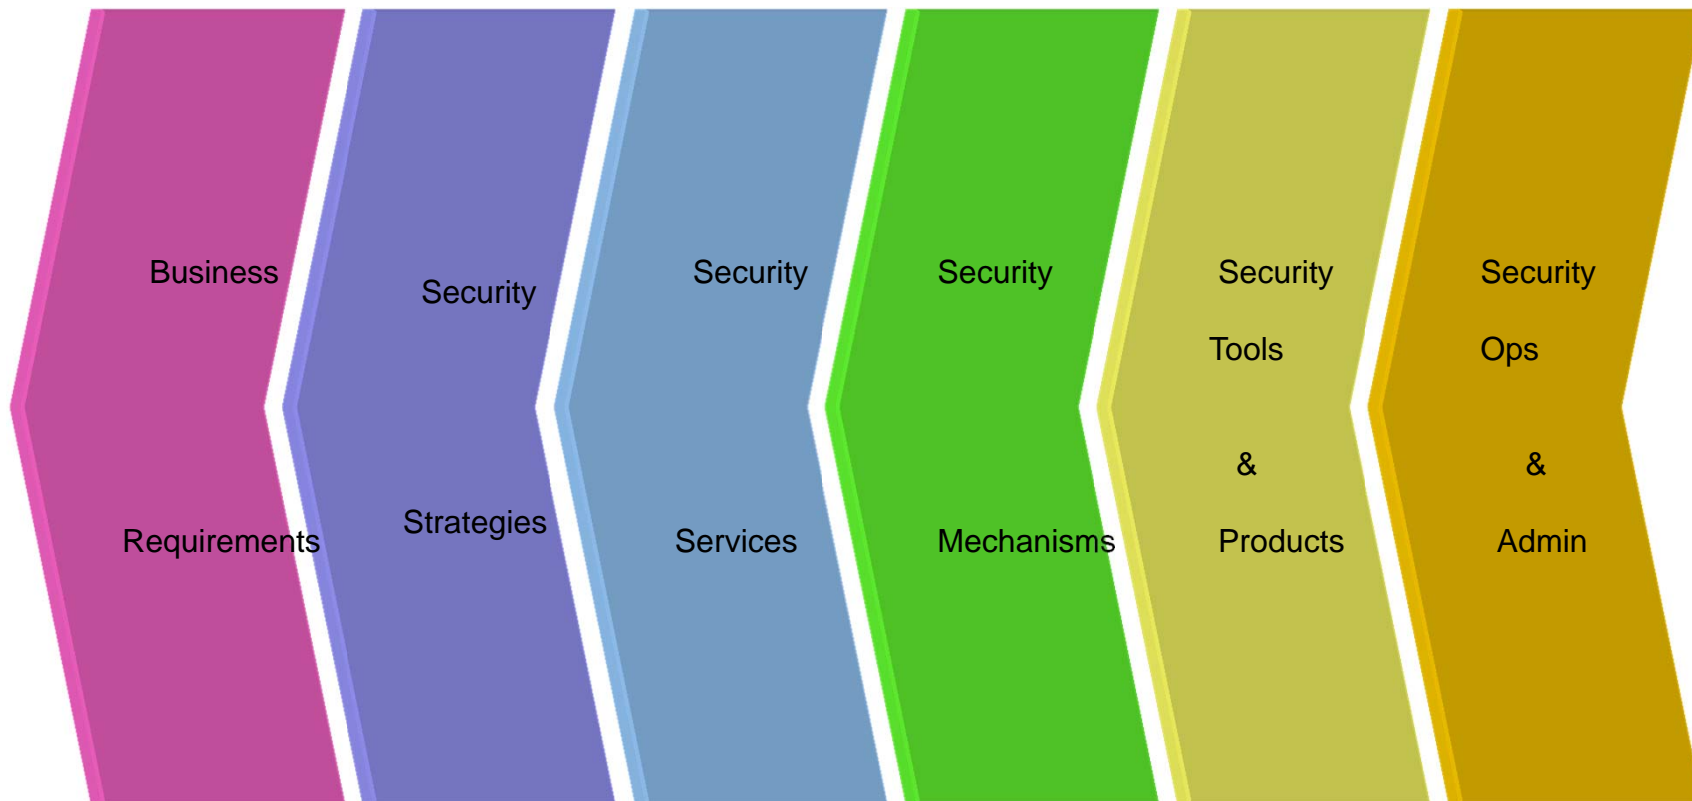 Business
Requirements
Security
Strategies
Security
Services
Security
Mechanisms
Security
Tools
&
Products
Security
Ops
&
Admin